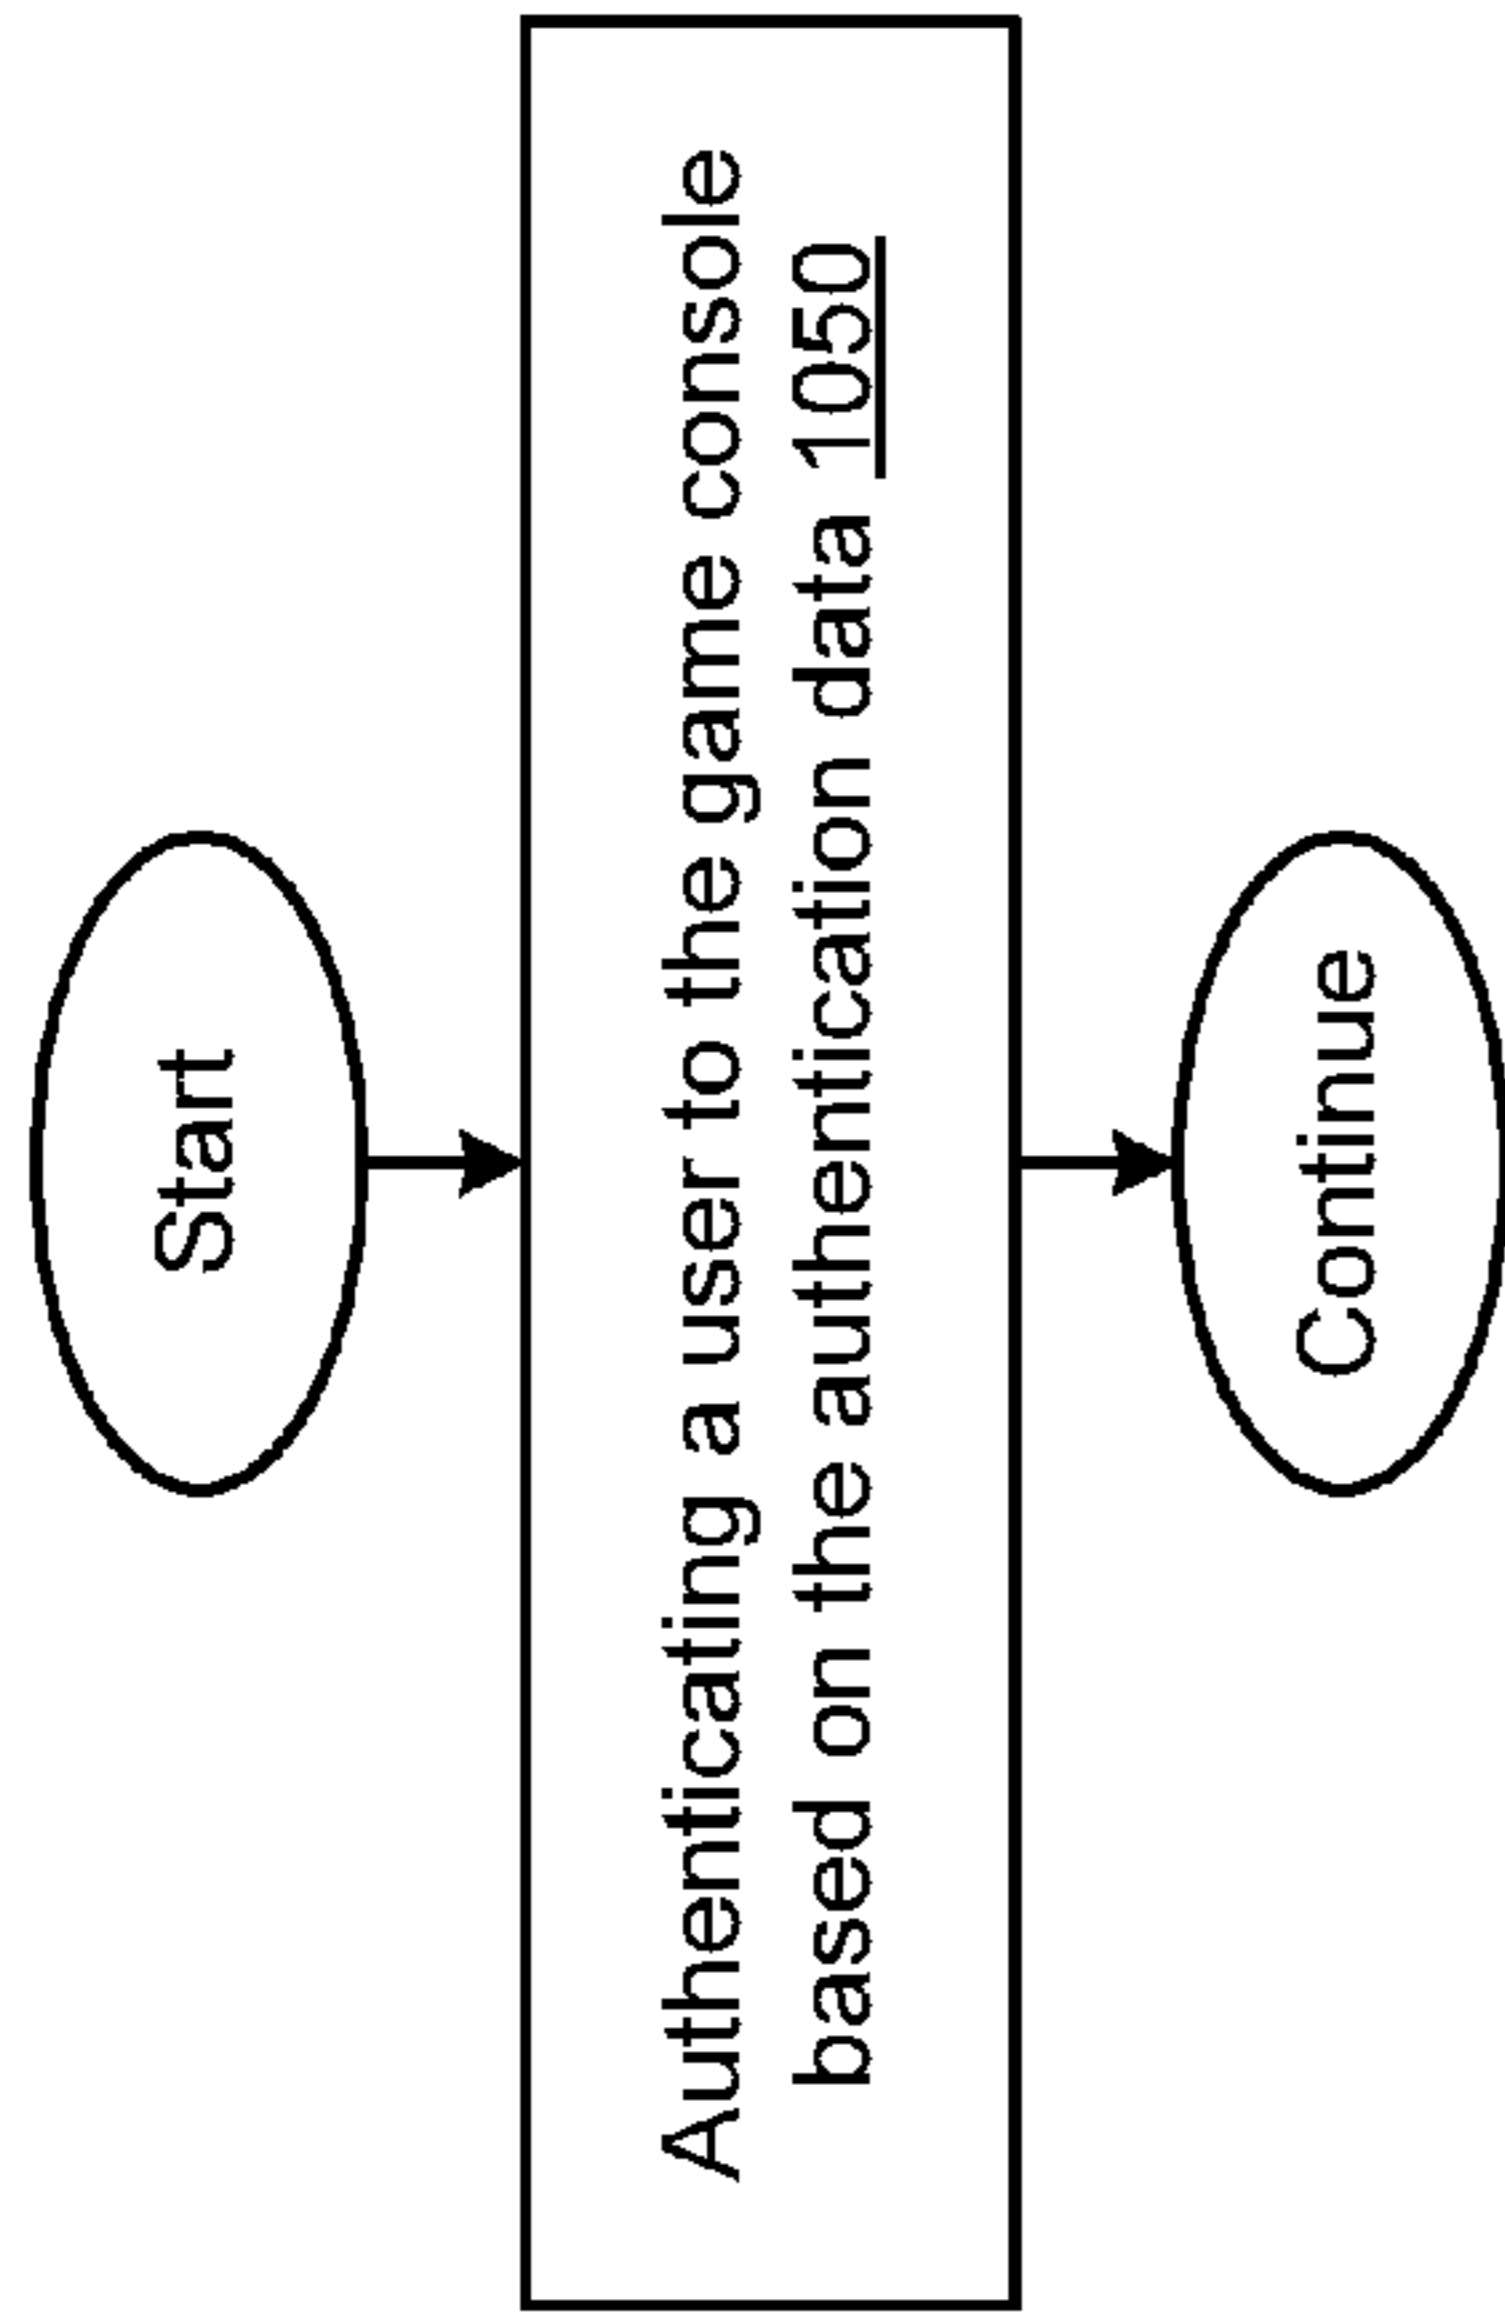 Start
Authenticating a user to the game console
based on the authentication data 1050
Continue